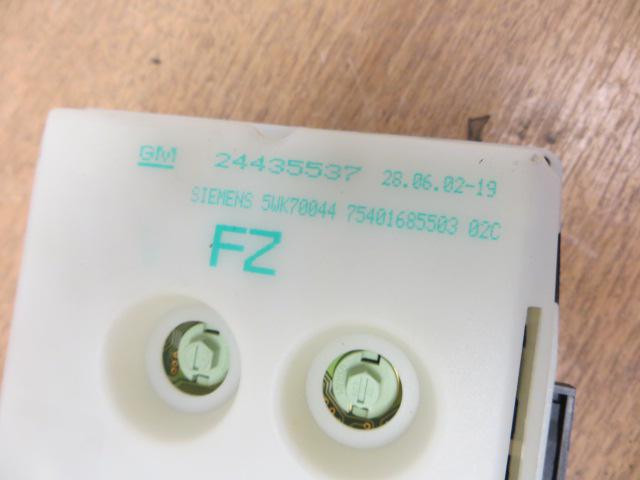 GM 24435537 28.06.02-19
SIEMENS 5WK70044 75401685503 02C
FZ